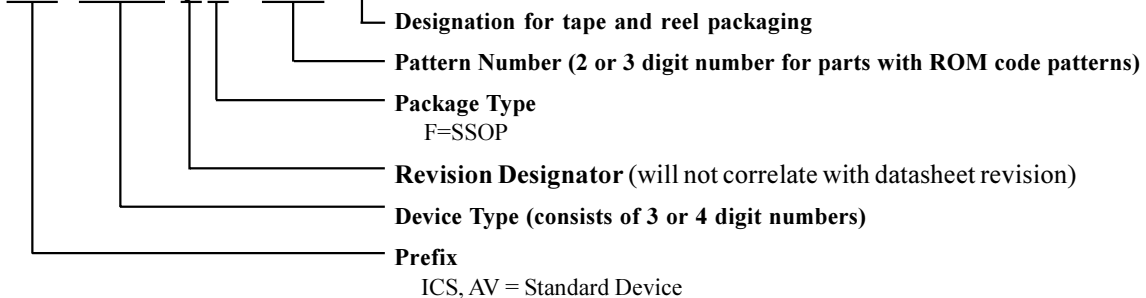 Designation for tape and reel packaging
Pattern Number (2 or 3 digit number for parts with ROM code patterns)
Package Type
F=SSOP
Revision Designator (will not correlate with datasheet revision)
Device Type (consists of 3 or 4 digit numbers)
Prefix
ICS, AV = Standard Device